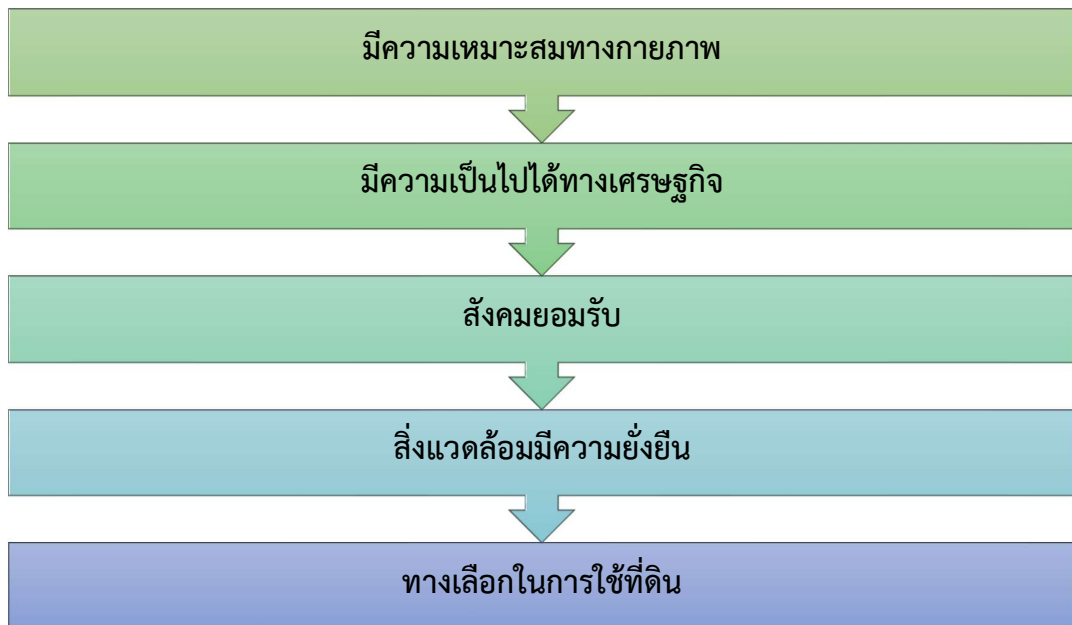 มีความเหมาะสมทางกายภาพ
มีความเป็นไปได้ทางเศรษฐกิจ
สังคมยอมรับ
สิ่งแวดล้อมมีความยั่งยืน
ทางเลือกในการใช้ที่ดิน